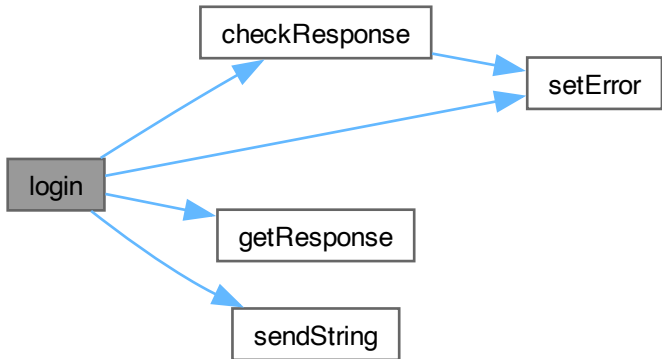 checkResponse
setError
login
getResponse
sendString